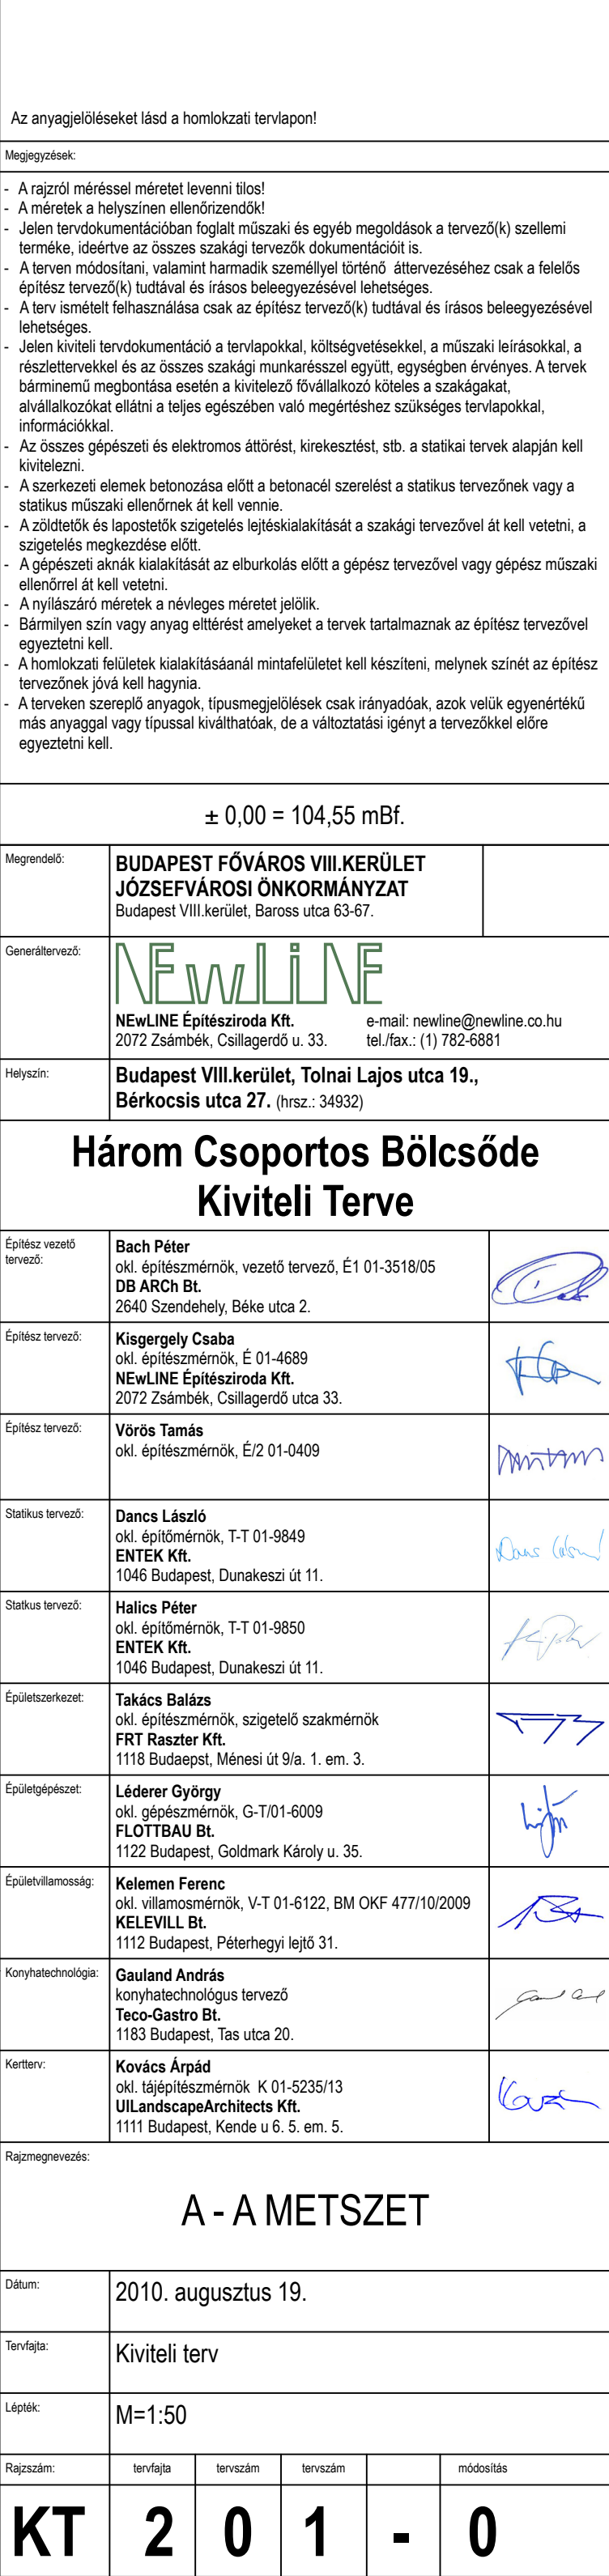 Az anyagjelöléseket lásd a homlokzati tervlapon!
Megjegyzések:
- A rajzról méréssel méretet levenni tilos!
- A méretek a helyszínen ellenőrizendők!
- Jelen tervdokumentációban foglalt műszaki és egyéb megoldások a tervező(k) szellemi
terméke, ideértve az összes szakági tervezők dokumentációit is.
- A terven módosítani, valamint harmadik személlyel történő áttervezéséhez csak a felelős
építész tervező(k) tudtával és írásos beleegyezésével lehetséges.
- A terv ismételt felhasználása csak az építész tervező(k) tudtával és írásos beleegyezésével
lehetséges.
- Jelen kiviteli tervdokumentáció a tervlapokkal, költségvetésekkel, a műszaki leírásokkal, a
részlettervekkel és az összes szakági munkarésszel együtt, egységben érvényes. A tervek
bárminemű megbontása esetén a kivitelező fővállalkozó köteles a szakágakat,
alvállalkozókat ellátni a teljes egészében való megértéshez szükséges tervlapokkal,
információkkal.
- Az összes gépészeti és elektromos áttörést, kirekesztést, stb. a statikai tervek alapján kell
kivitelezni.
- A szerkezeti elemek betonozása előtt a betonacél szerelést a statikus tervezőnek vagy a
statikus műszaki ellenőrnek át kell vennie.
- A zöldtetők és lapostetők szigetelés lejtéskialakítását a szakági tervezővel át kell vetetni, a
szigetelés megkezdése előtt.
- A gépészeti aknák kialakítását az elburkolás előtt a gépész tervezővel vagy gépész műszaki
ellenőrrel át kell vetetni.
- A nyílászáró méretek a névleges méretet jelölik.
- Bármilyen szín vagy anyag elttérést amelyeket a tervek tartalmaznak az építész tervezővel
egyeztetni kell.
- A homlokzati felületek kialakításáanál mintafelületet kell készíteni, melynek színét az építész
tervezőnek jóvá kell hagynia.
- A terveken szereplő anyagok, típusmegjelölések csak irányadóak, azok velük egyenértékű
más anyaggal vagy típussal kiválthatóak, de a változtatási igényt a tervezőkkel előre
egyeztetni kell.
± 0,00 = 104,55 mBf.
Megrendelő:
BUDAPEST FŐVÁROS VIII.KERÜLET
JÓZSEFVÁROSI ÖNKORMÁNYZAT
Budapest VIII.kerület, Baross utca 63-67.
Generáltervező:
NEwLiNE
NEwLINE Építésziroda Kft. e-mail: newline@newline.co.hu
2072 Zsámbék, Csillagerdő u. 33. tel./fax.: (1) 782-6881
Helyszín:
Budapest VIII.kerület, Tolnai Lajos utca 19.,
Bérkocsis utca 27. (hrsz.: 34932)
Három Csoportos Bölcsőde
Kiviteli Terve
Építész vezető
tervező:
Bach Péter
okl. építészmérnök, vezető tervező, É1 01-3518/05
DB ARCh Bt.
2640 Szendehely, Béke utca 2.
Építész tervező:
Kisgergely Csaba
okl. építészmérnök, É 01-4689
NEwLINE Építésziroda Kft.
2072 Zsámbék, Csillagerdő utca 33.
Építész tervező:
Vörös Tamás
okl. építészmérnök, É/2 01-0409
Statikus tervező:
Dancs László
okl. építőmérnök, T-T 01-9849
ENTEK Kft.
1046 Budapest, Dunakeszi út 11.
Statkus tervező:
Halics Péter
okl. építőmérnök, T-T 01-9850
ENTEK Kft.
1046 Budapest, Dunakeszi út 11.
Épületszerkezet:
Takács Balázs
okl. építészmérnök, szigetelő szakmérnök
FRT Raszter Kft.
1118 Budaepst, Ménesi út 9/a. 1. em. 3.
Épületgépészet:
Léderer György
okl. gépészmérnök, G-T/01-6009
FLOTTBAU Bt.
1122 Budapest, Goldmark Károly u. 35.
Épületvillamosság:
Kelemen Ferenc
okl. villamosmérnök, V-T 01-6122, BM OKF 477/10/2009
KELEVILL Bt.
1112 Budapest, Péterhegyi lejtő 31.
Konyhatechnológia:
Gauland András
konyhatechnológus tervező
Teco-Gastro Bt.
1183 Budapest, Tas utca 20.
Kertterv:
Kovács Árpád
okl. tájépítészmérnök K 01-5235/13
UILandscapeArchitects Kft.
1111 Budapest, Kende u 6. 5. em. 5.
Rajzmegnevezés:
A - A METSZET
Dátum:
2010. augusztus 19.
Tervfajta:
Kiviteli terv
Lépték:
M=1:50
Rajzszám: tervfajta tervszám tervszám módosítás
KT 2 0 1 - 0